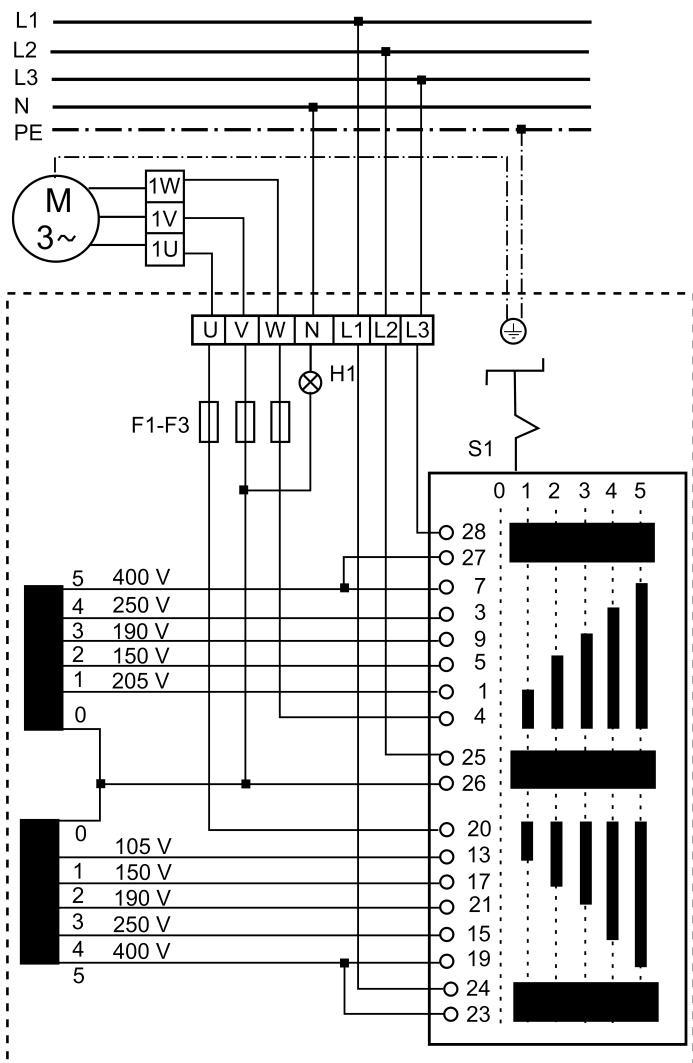 L1
L2
L3
N
PE
M
3~
1W
1V
1U
U V W N L1 L2 L3
H1
F1-F3
S1
0 1 2 3 4 5
28
27
5 400 V 7
4 250 V 3
3 190 V 9
2 150 V 5
1 205 V 1
0 4
25
26
20
0 105 V 13
1 150 V 17
2 190 V 21
3 250 V 15
4 400 V 19
5
24
23